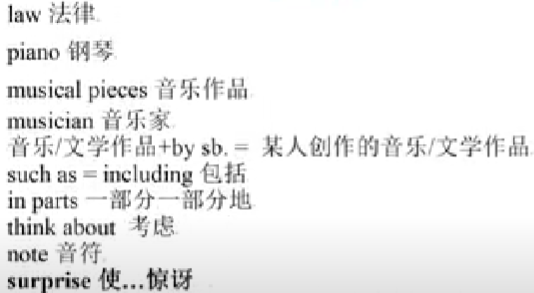 law 法律
piano 钢琴
musical pieces 音乐作品
musician 音乐家
音乐/文学作品+by sb. = 某人创作的音乐/文学作品
such as = including 包括
in parts 一部分一部分地
think about 考虑
note 音符
surprise 使...惊讶